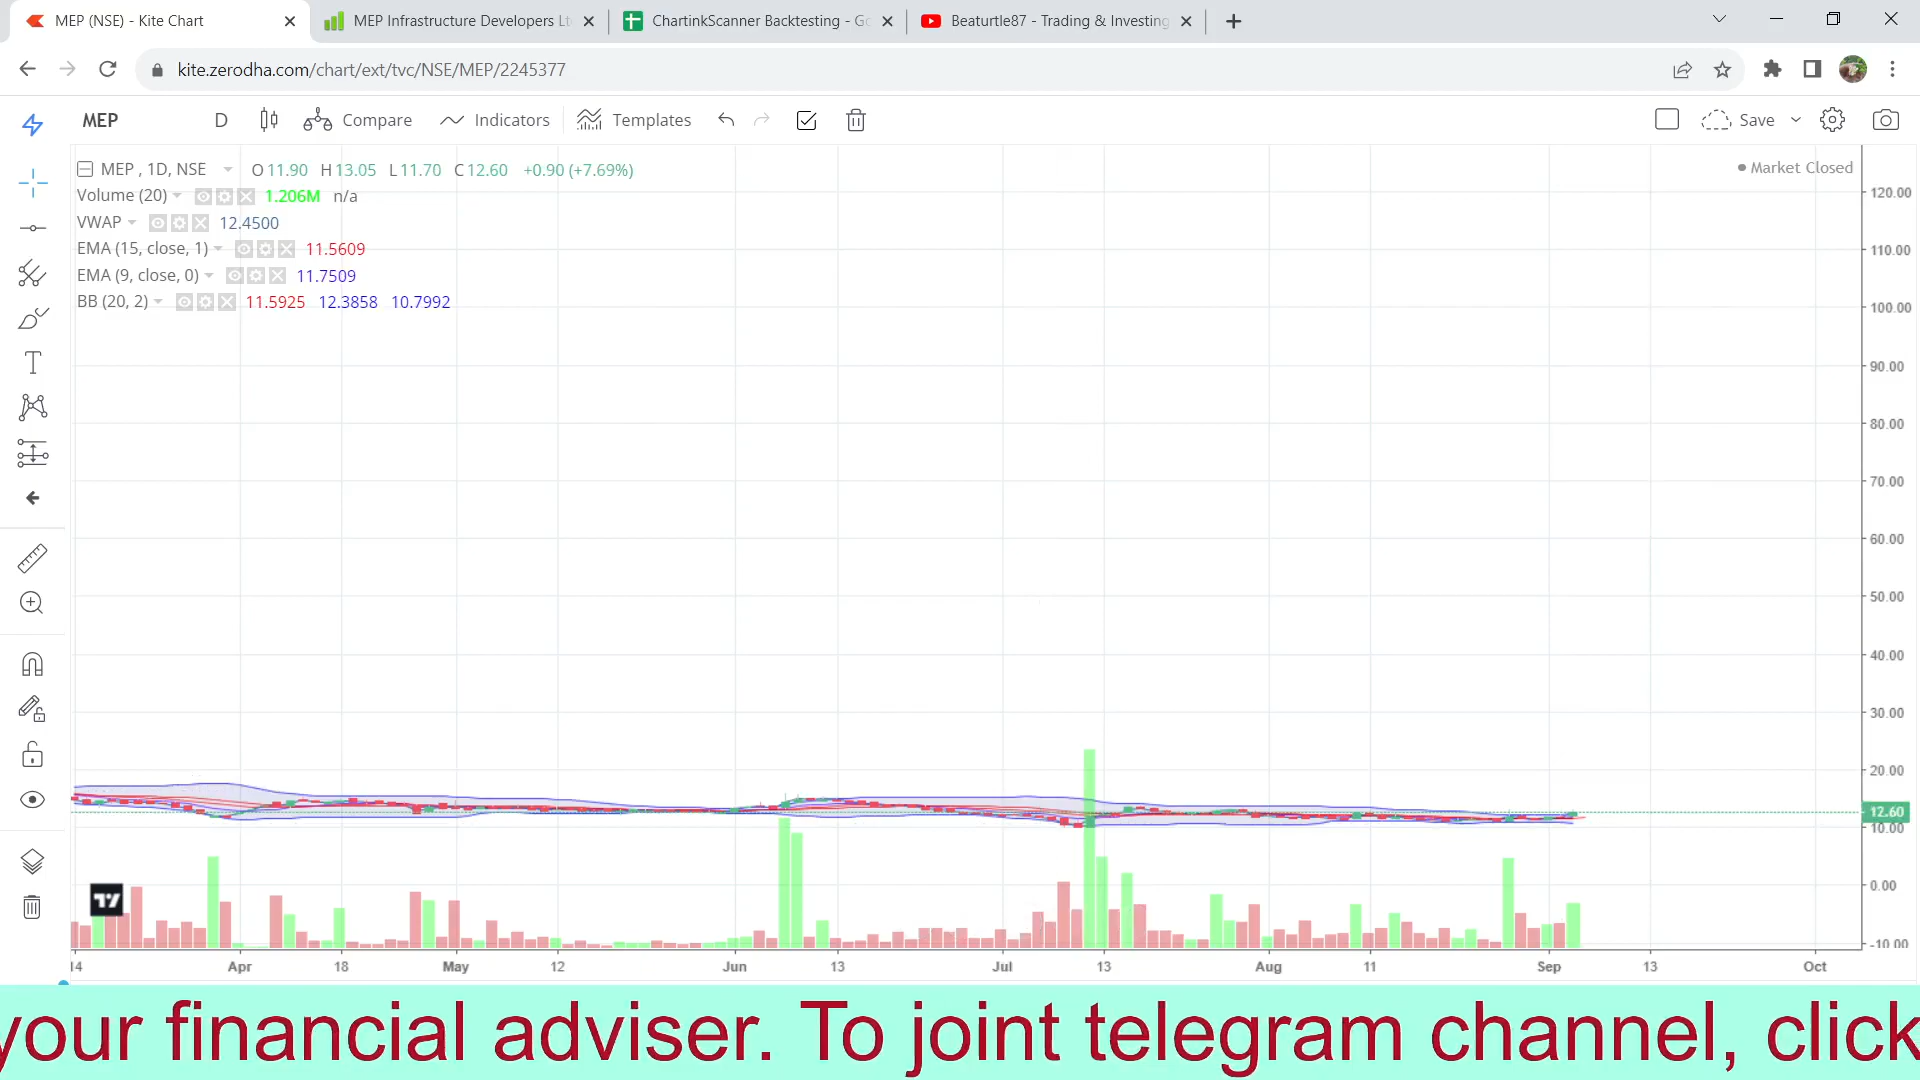 MEP (NSE) - Kite Chart
MEP Infrastructure Developers Lt
ChartinkScanner Backtesting - Go
Beaturtle87 - Trading & Investing
kite.zerodha.com/chart/ext/tvc/NSE/MEP/2245377
MEP D Compare Indicators Templates Save
MEP , 1D, NSE O 11.90 H 13.05 L 11.70 C 12.60 +0.90 (+7.69%)
Market Closed
Volume (20) 1.206M n/a
VWAP 12.4500
EMA (15, close, 1) 11.5609
EMA (9, close, 0) 11.7509
BB (20, 2) 11.5925 12.3858 10.7992
120.00
110.00
100.00
90.00
80.00
70.00
60.00
50.00
40.00
30.00
20.00
12.60
10.00
0.00
-10.00
14 Apr 18 May 12 Jun 13 Jul 13 Aug 11 Sep 13 Oct
your financial adviser. To joint telegram channel, click